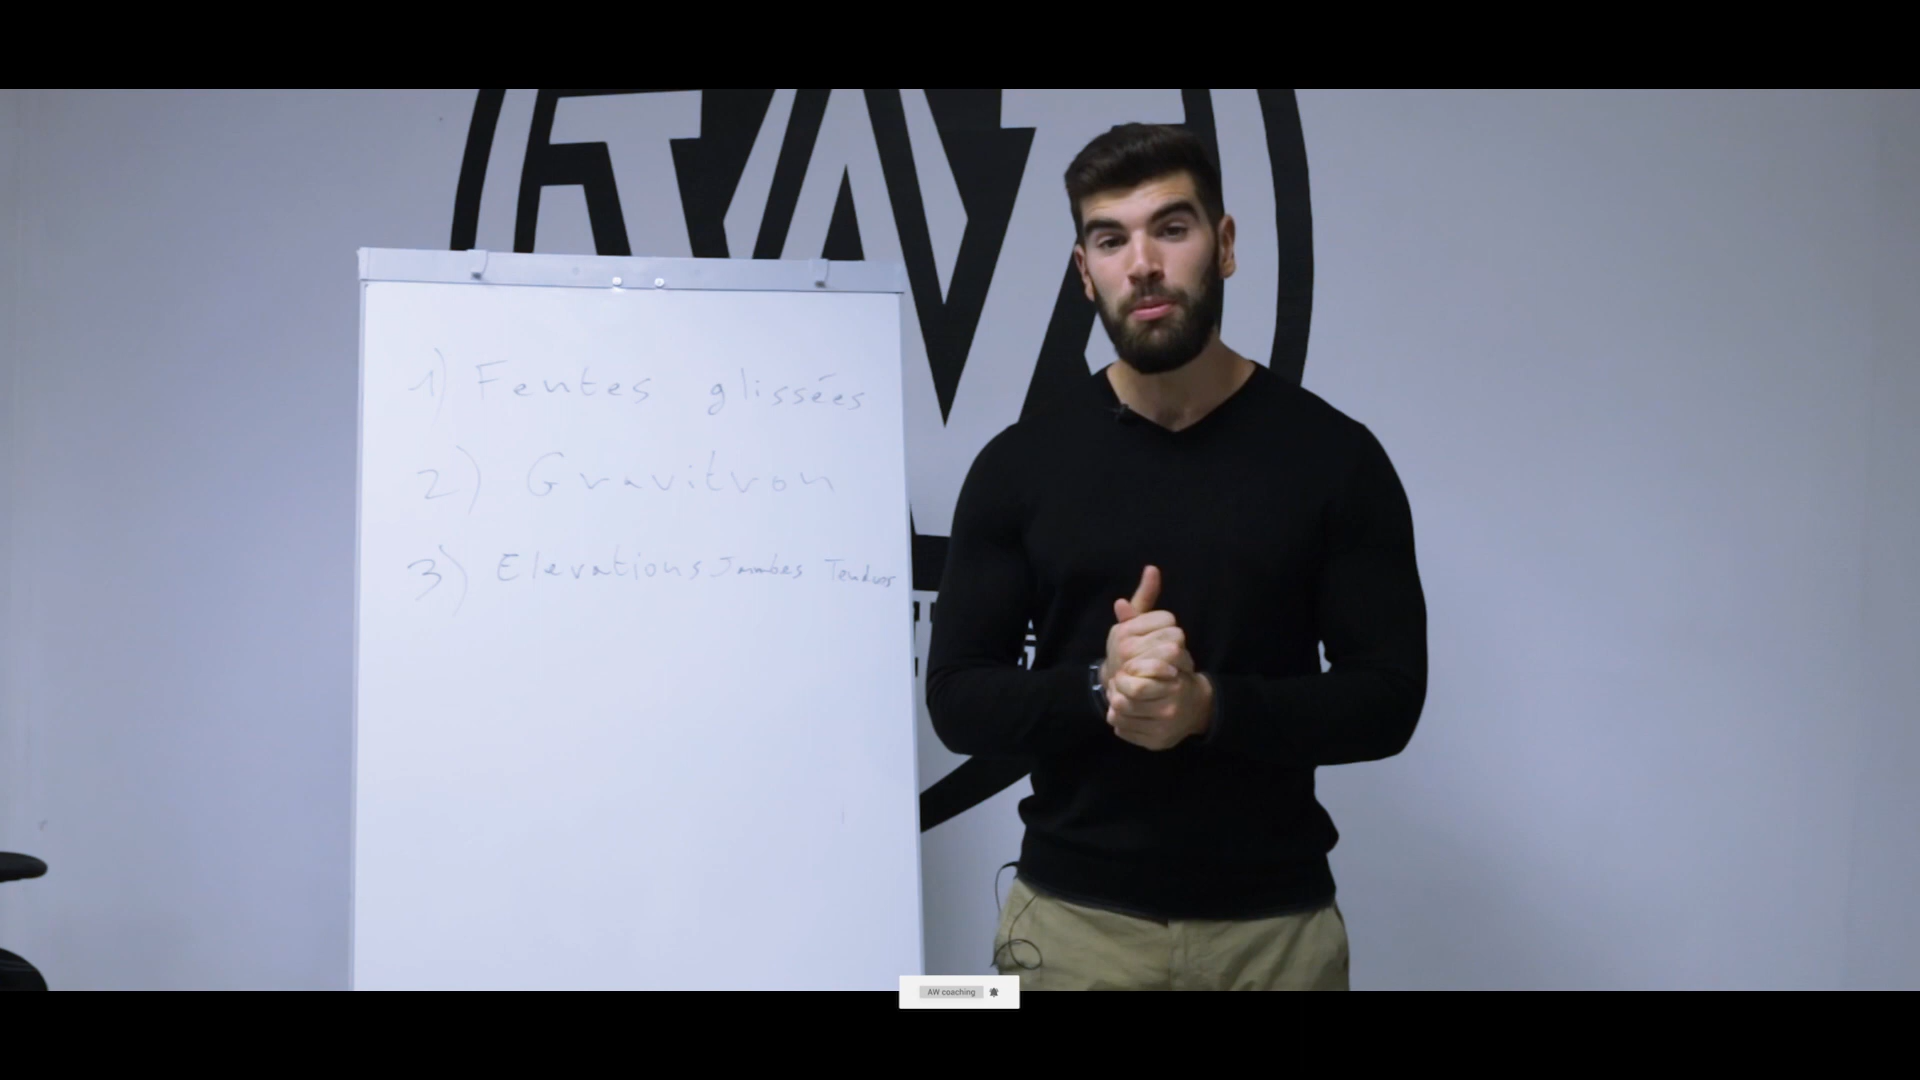 1) Fentes glissées
2) Gravitron
3) Elevations Jambes Tendues
AW coaching